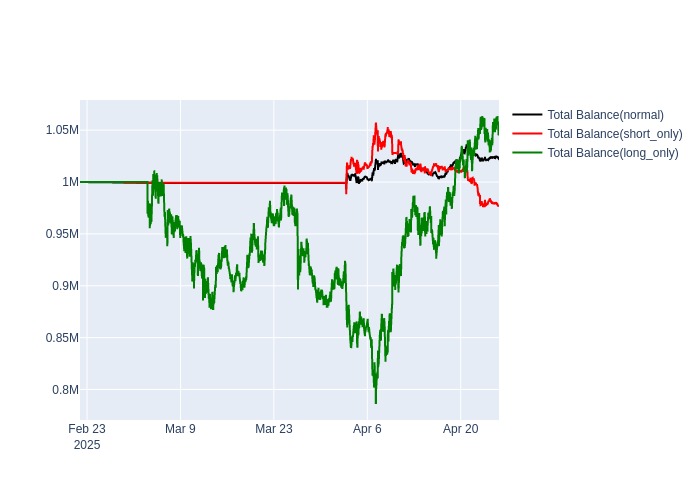 Total Balance(normal)
Total Balance(short_only)
Total Balance(long_only)
1.05M
1M
0.95M
0.9M
0.85M
0.8M
Feb 23
2025
Mar 9
Mar 23
Apr 6
Apr 20